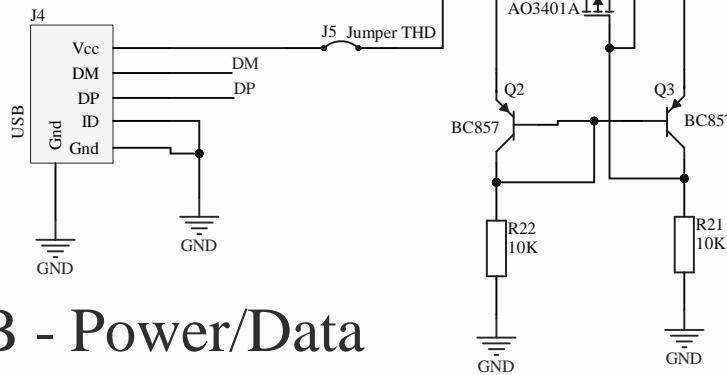 J4
AO3401A
J5 Jumper THD
Vcc
DM
DM
DP
DP
Q2
Q3
USB
ID
BC857
Gnd
Gnd
R22
10K
R21
10K
GND
GND
- Power/Data
GND
GND